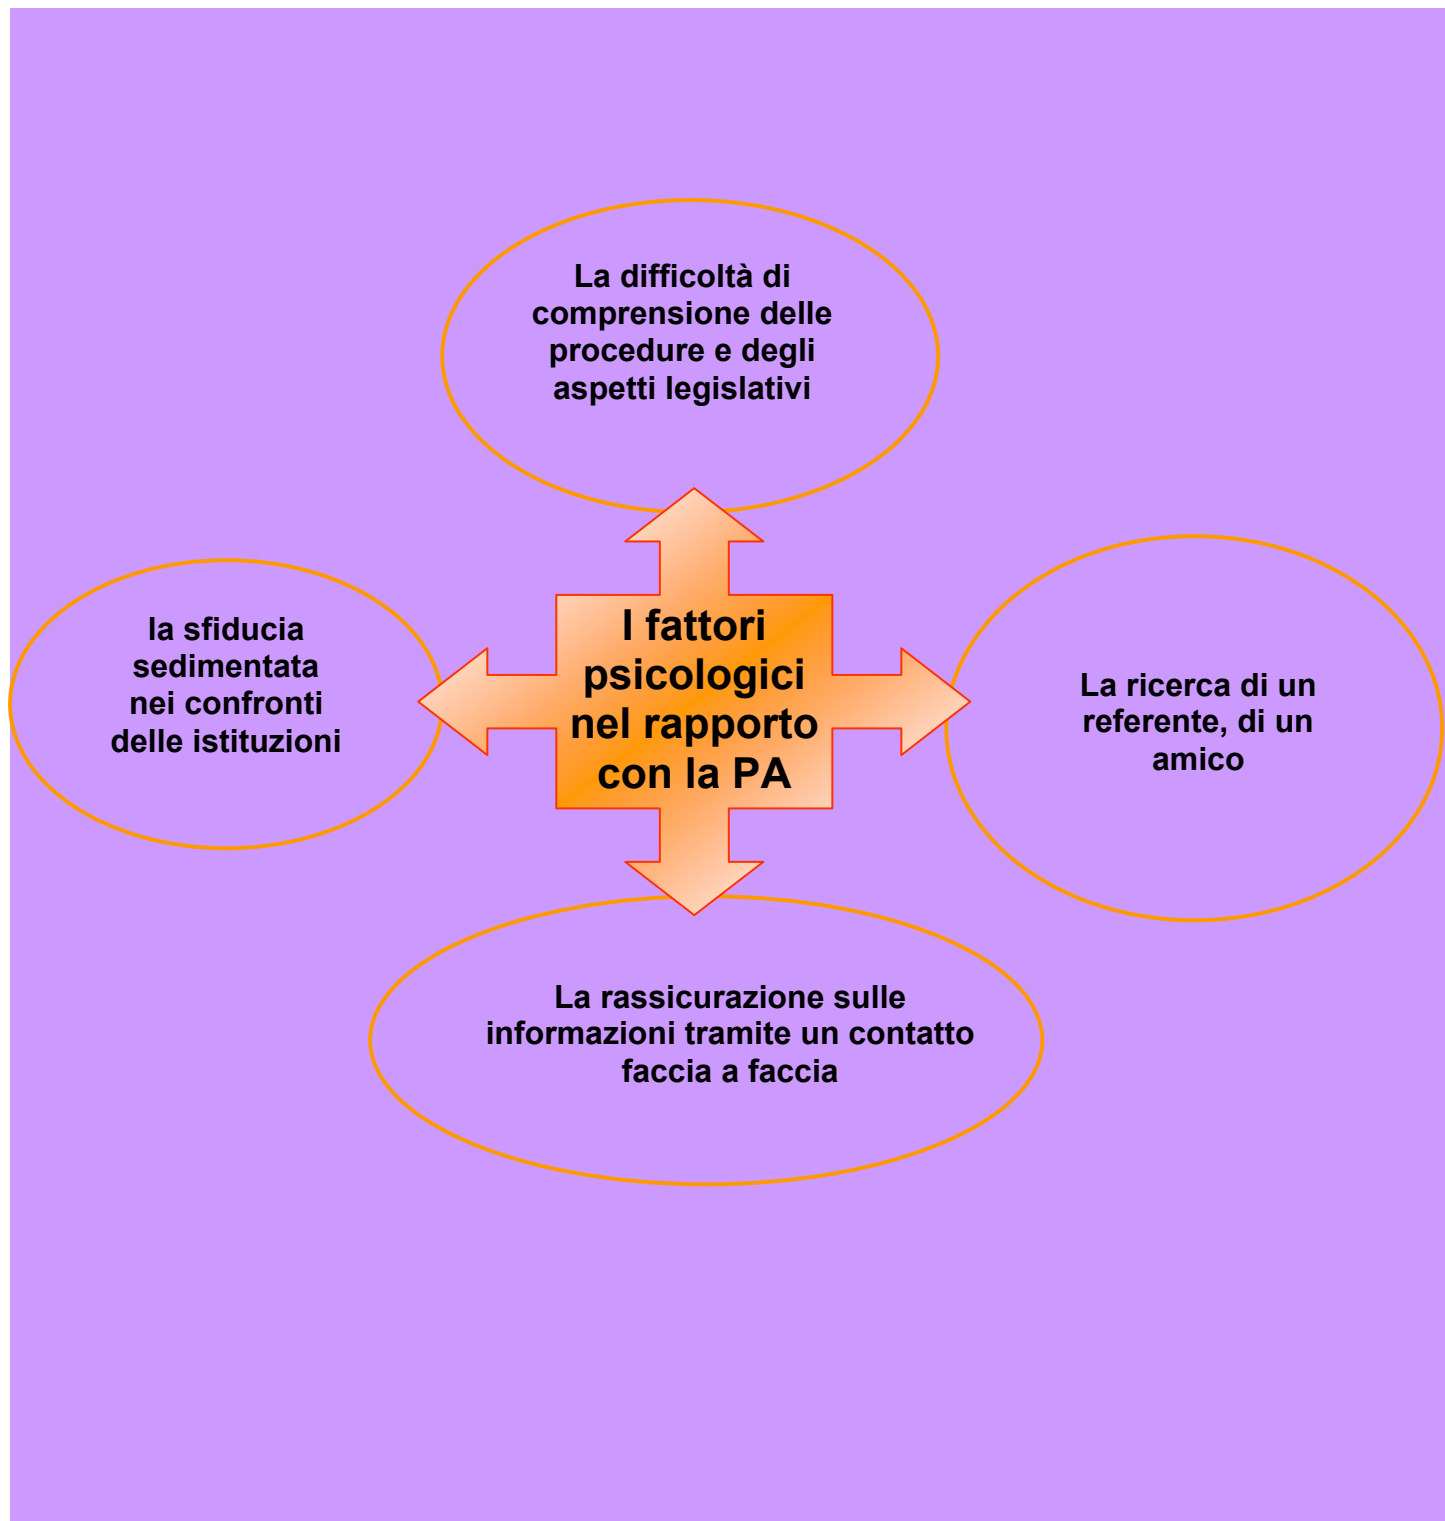 La difficoltà di
comprensione delle
procedure e degli
aspetti legislativi
la sfiducia
sedimentata
nei confronti
delle istituzioni
I fattori
psicologici
nel rapporto
con la PA
La ricerca di un
referente, di un
amico
La rassicurazione sulle
informazioni tramite un contatto
faccia a faccia